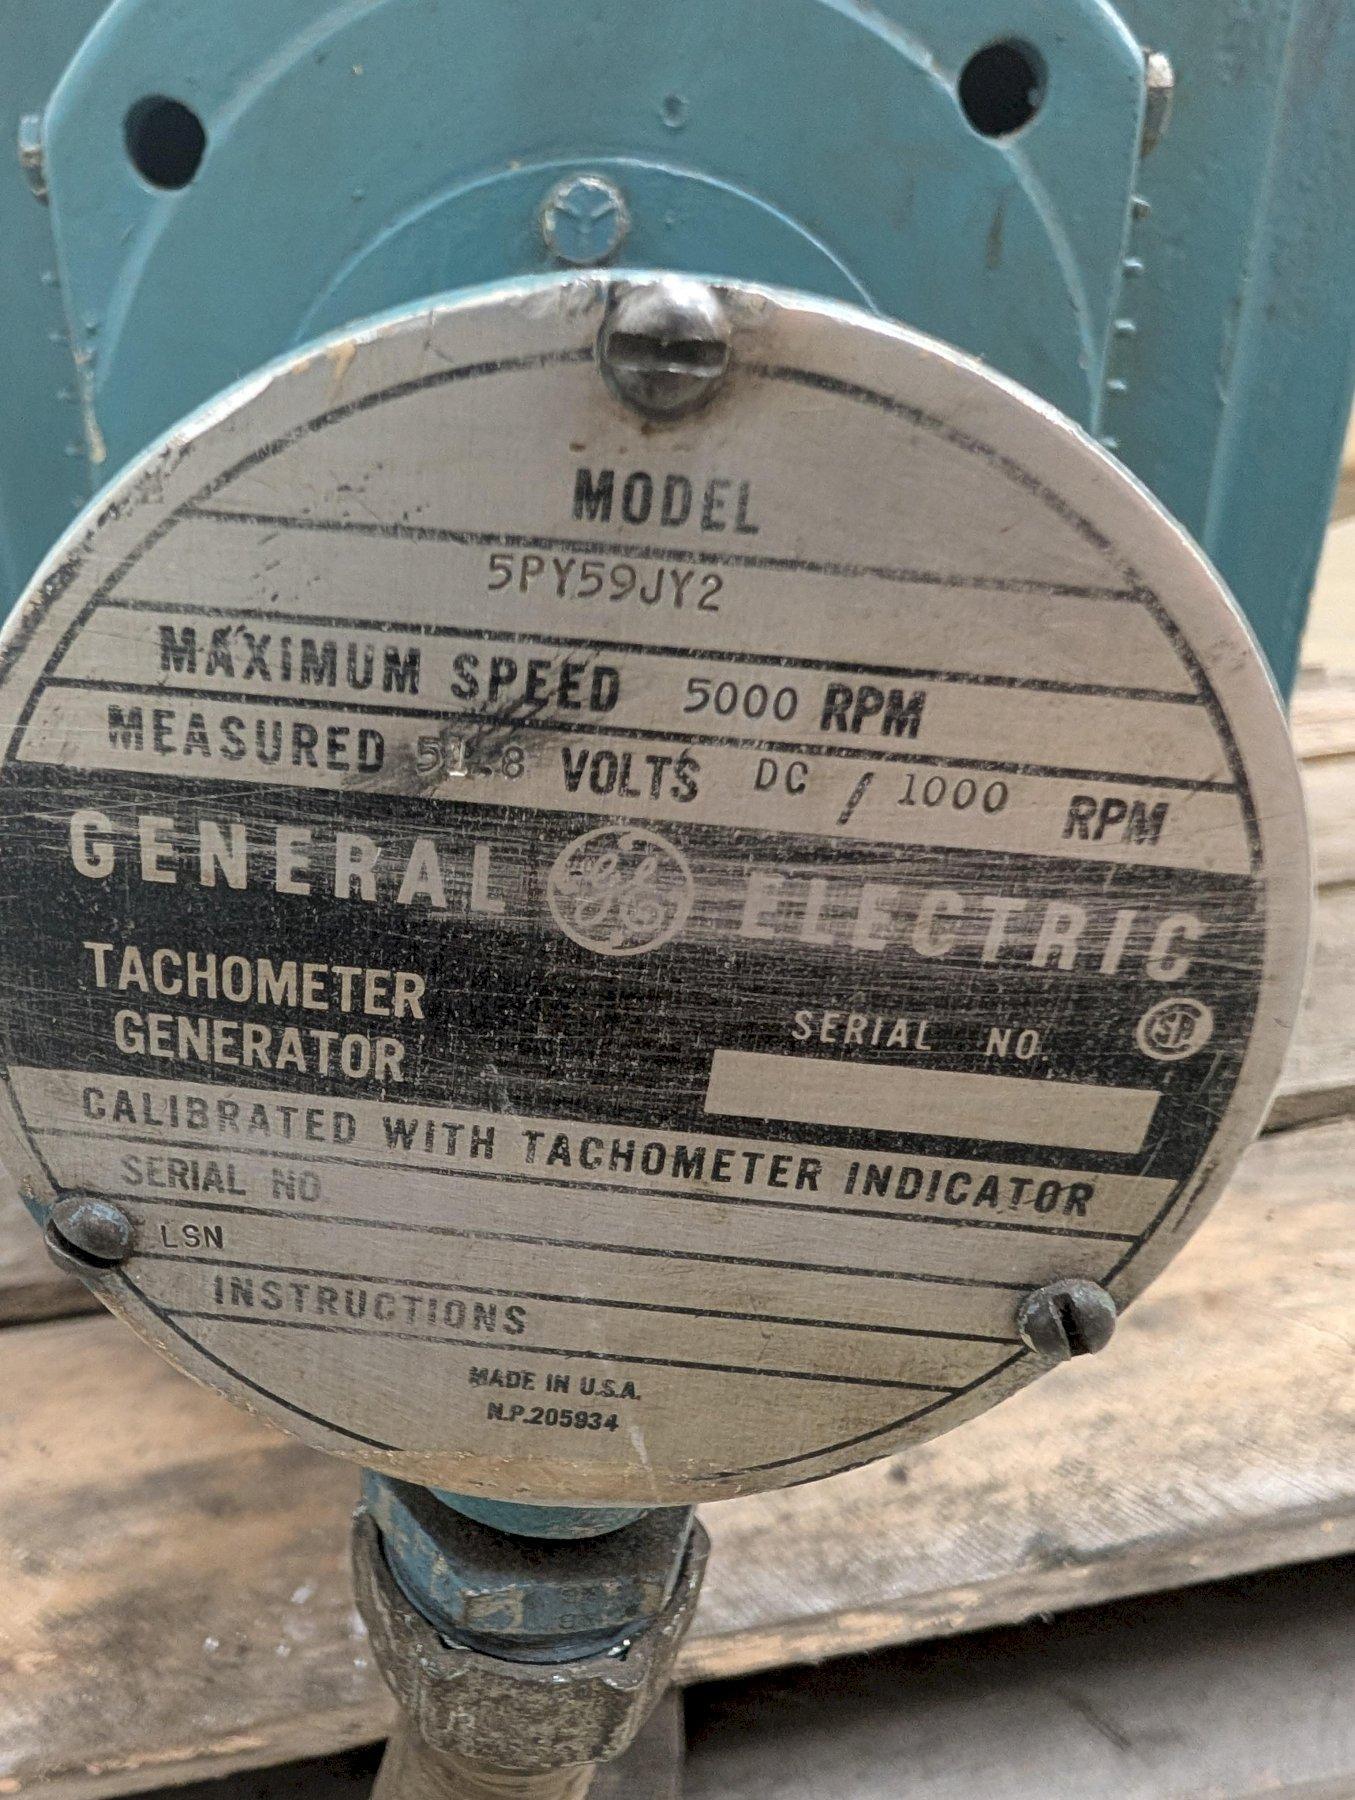 MODEL
5PY59JY2
MAXIMUM SPEED 5000 RPM
MEASURED 51.8 VOLTS DC / 1000 RPM
GENERAL GE ELECTRIC
TACHOMETER
GENERATOR
SERIAL NO.
CALIBRATED WITH TACHOMETER INDICATOR
SERIAL NO
LSN
INSTRUCTIONS
MADE IN U.S.A.
N.P.205934